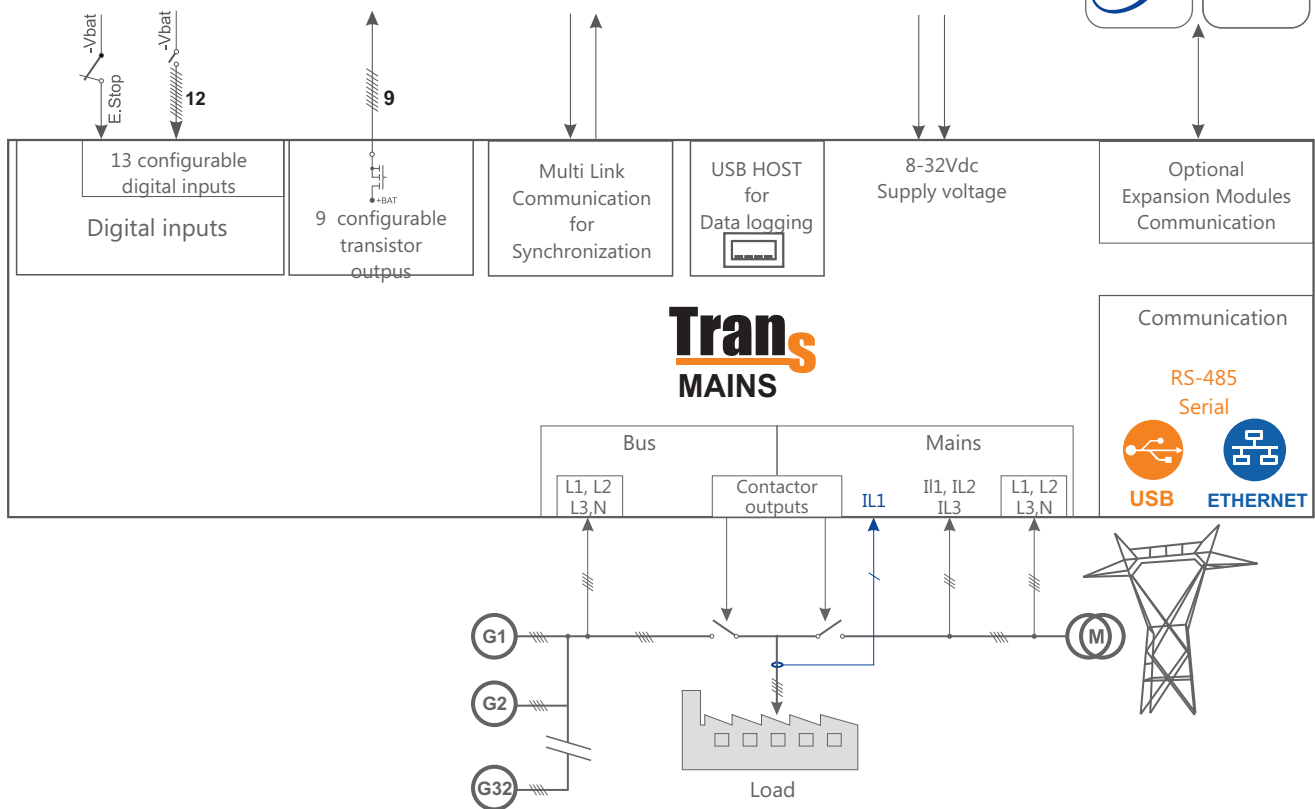 -Vbat
-Vbat
E.Stop
12
9
13 configurable
digital inputs
Digital inputs
+BAT
9 configurable
transistor
outpus
Multi Link
Communication
for
Synchronization
USB HOST
for
Data logging
8-32Vdc
Supply voltage
Optional
Expansion Modules
Communication
Trans
MAINS
Communication
RS-485
Serial
USB
ETHERNET
Bus
Mains
L1, L2
L3,N
Contactor
outputs
IL1
Il1, IL2
IL3
L1, L2
L3,N
G1
M
G2
G32
Load